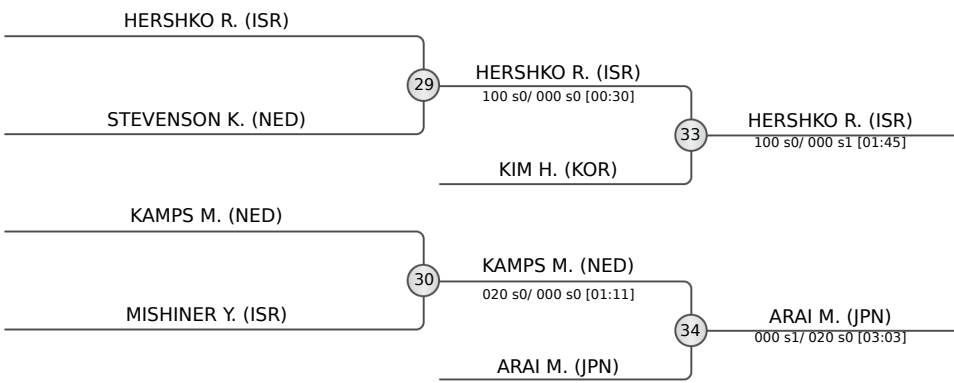 HERSHKO R. (ISR)
29
STEVENSON K. (NED)
HERSHKO R. (ISR)
100 s0/ 000 s0 [00:30]
33
KIM H. (KOR)
HERSHKO R. (ISR)
100 s0/ 000 s1 [01:45]
KAMPS M. (NED)
30
MISHINER Y. (ISR)
KAMPS M. (NED)
020 s0/ 000 s0 [01:11]
34
ARAI M. (JPN)
ARAI M. (JPN)
000 s1/ 020 s0 [03:03]